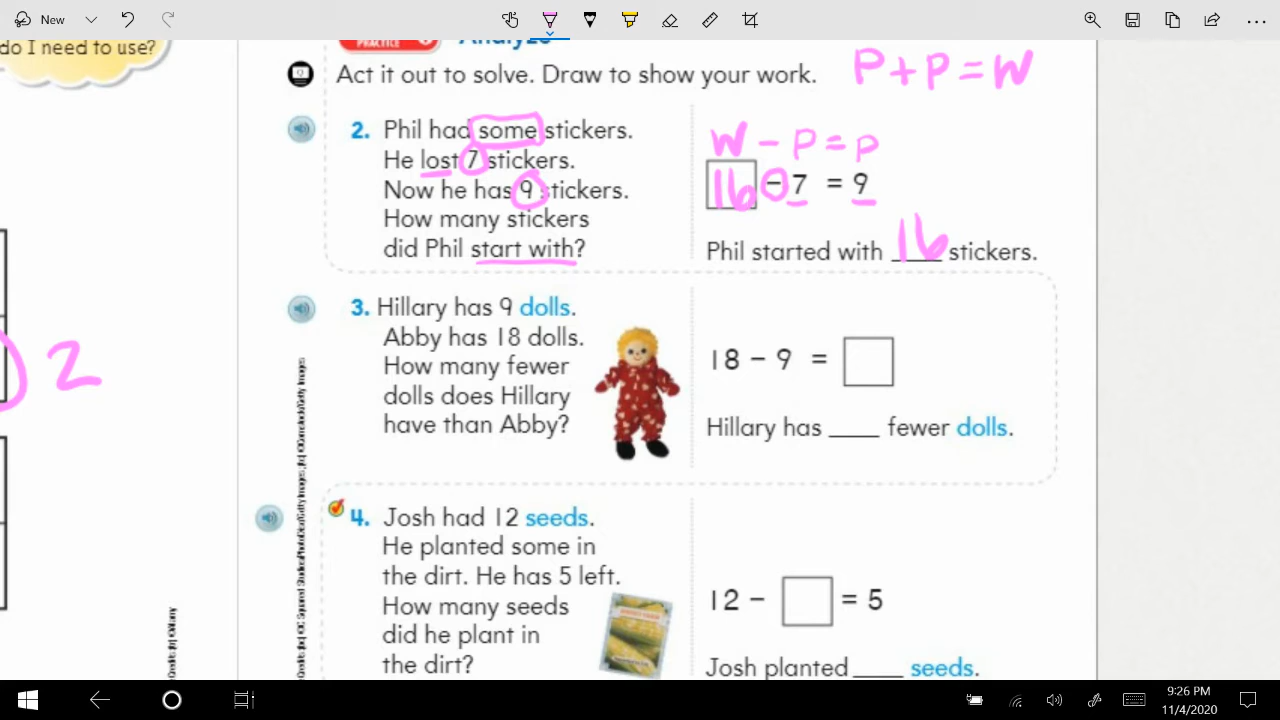 New
do I need to use?
PRACTICE
Act it out to solve. Draw to show your work.
P+P=W
2. Phil had some stickers.
He lost 7 stickers.
Now he has 9 stickers.
How many stickers
did Phil start with?
W - P = P
16 - 7 = 9
Phil started with 16 stickers.
2
3. Hillary has 9 dolls.
Abby has 18 dolls.
How many fewer
dolls does Hillary
have than Abby?
18 - 9 =
Hillary has ____ fewer dolls.
4. Josh had 12 seeds.
He planted some in
the dirt. He has 5 left.
How many seeds
did he plant in
the dirt?
12 - = 5
Josh planted ____ seeds.
9:26 PM
11/4/2020